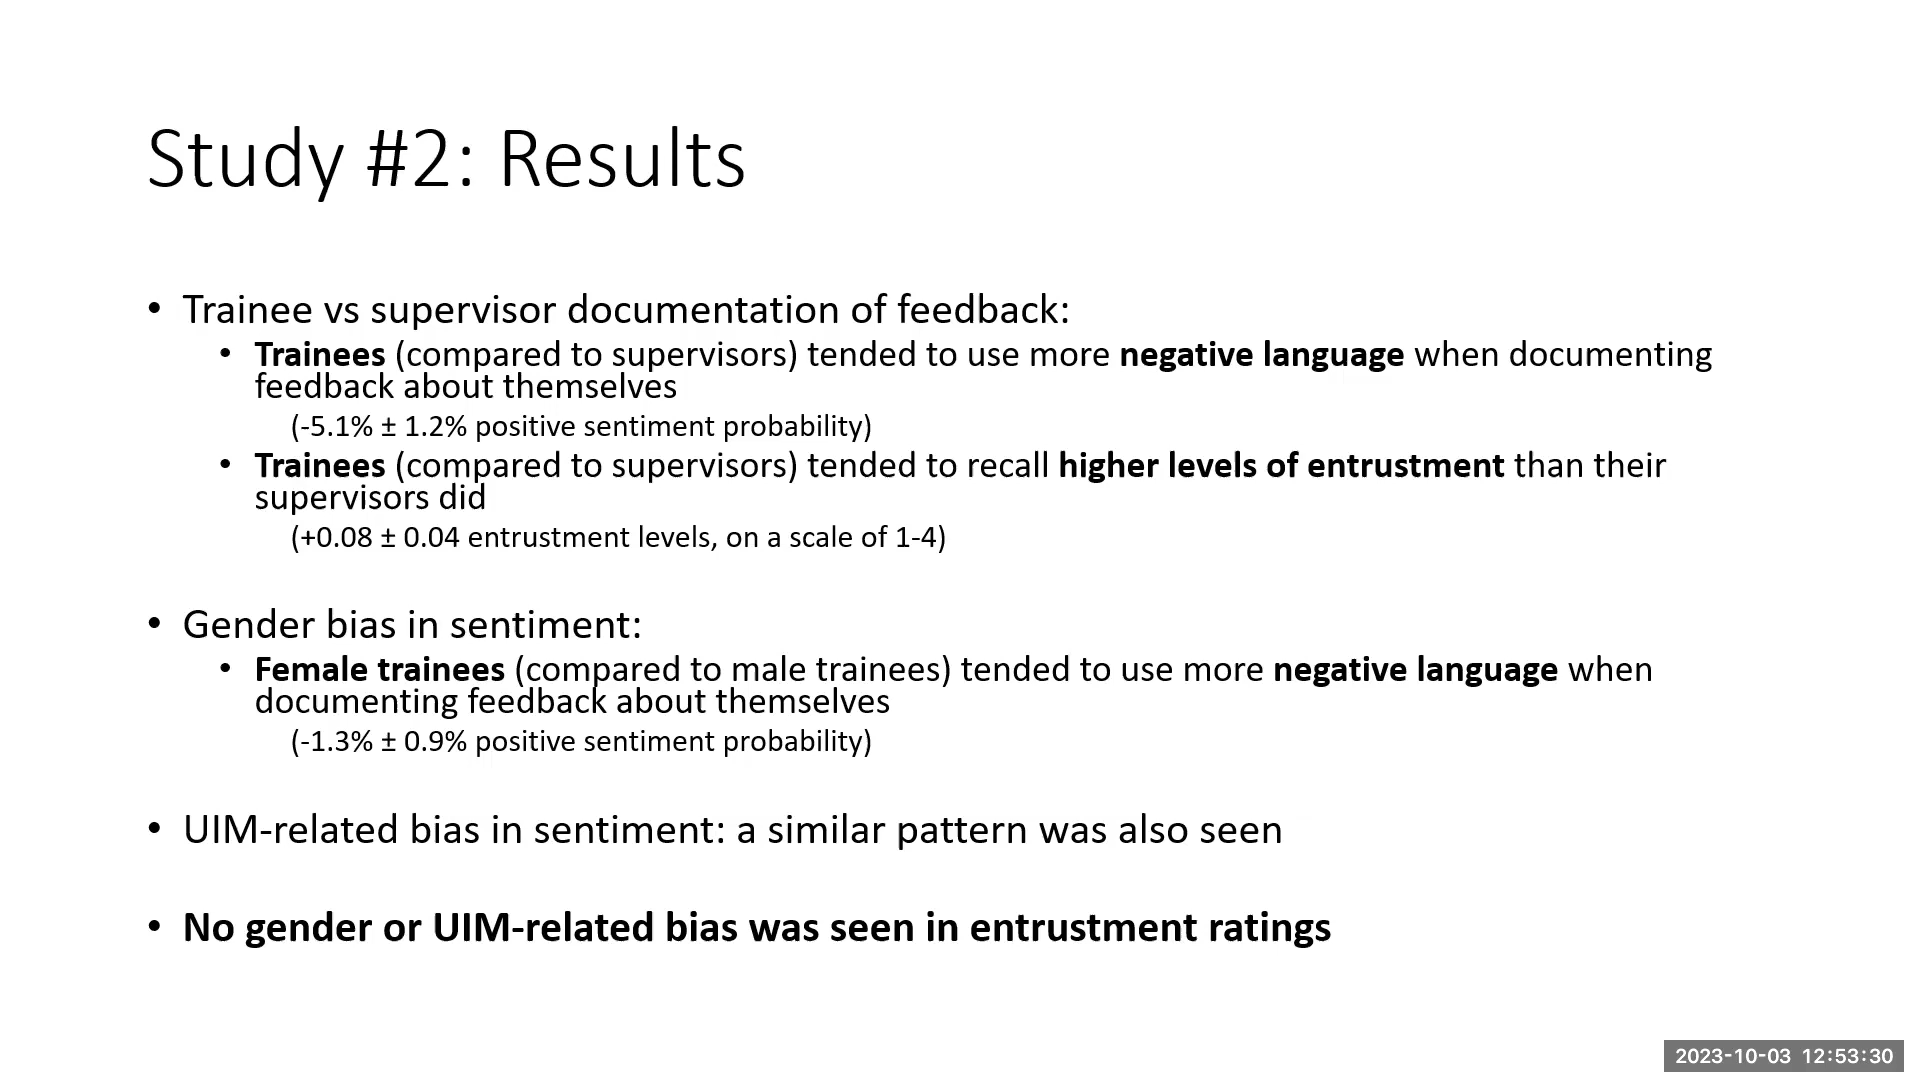 Study #2: Results
• Trainee vs supervisor documentation of feedback:
• Trainees (compared to supervisors) tended to use more negative language when documenting
feedback about themselves
(-5.1% ± 1.2% positive sentiment probability)
• Trainees (compared to supervisors) tended to recall higher levels of entrustment than their
supervisors did
(+0.08 ± 0.04 entrustment levels, on a scale of 1-4)
• Gender bias in sentiment:
• Female trainees (compared to male trainees) tended to use more negative language when
documenting feedback about themselves
(-1.3% ± 0.9% positive sentiment probability)
• UIM-related bias in sentiment: a similar pattern was also seen
• No gender or UIM-related bias was seen in entrustment ratings
2023-10-03 12:53:30